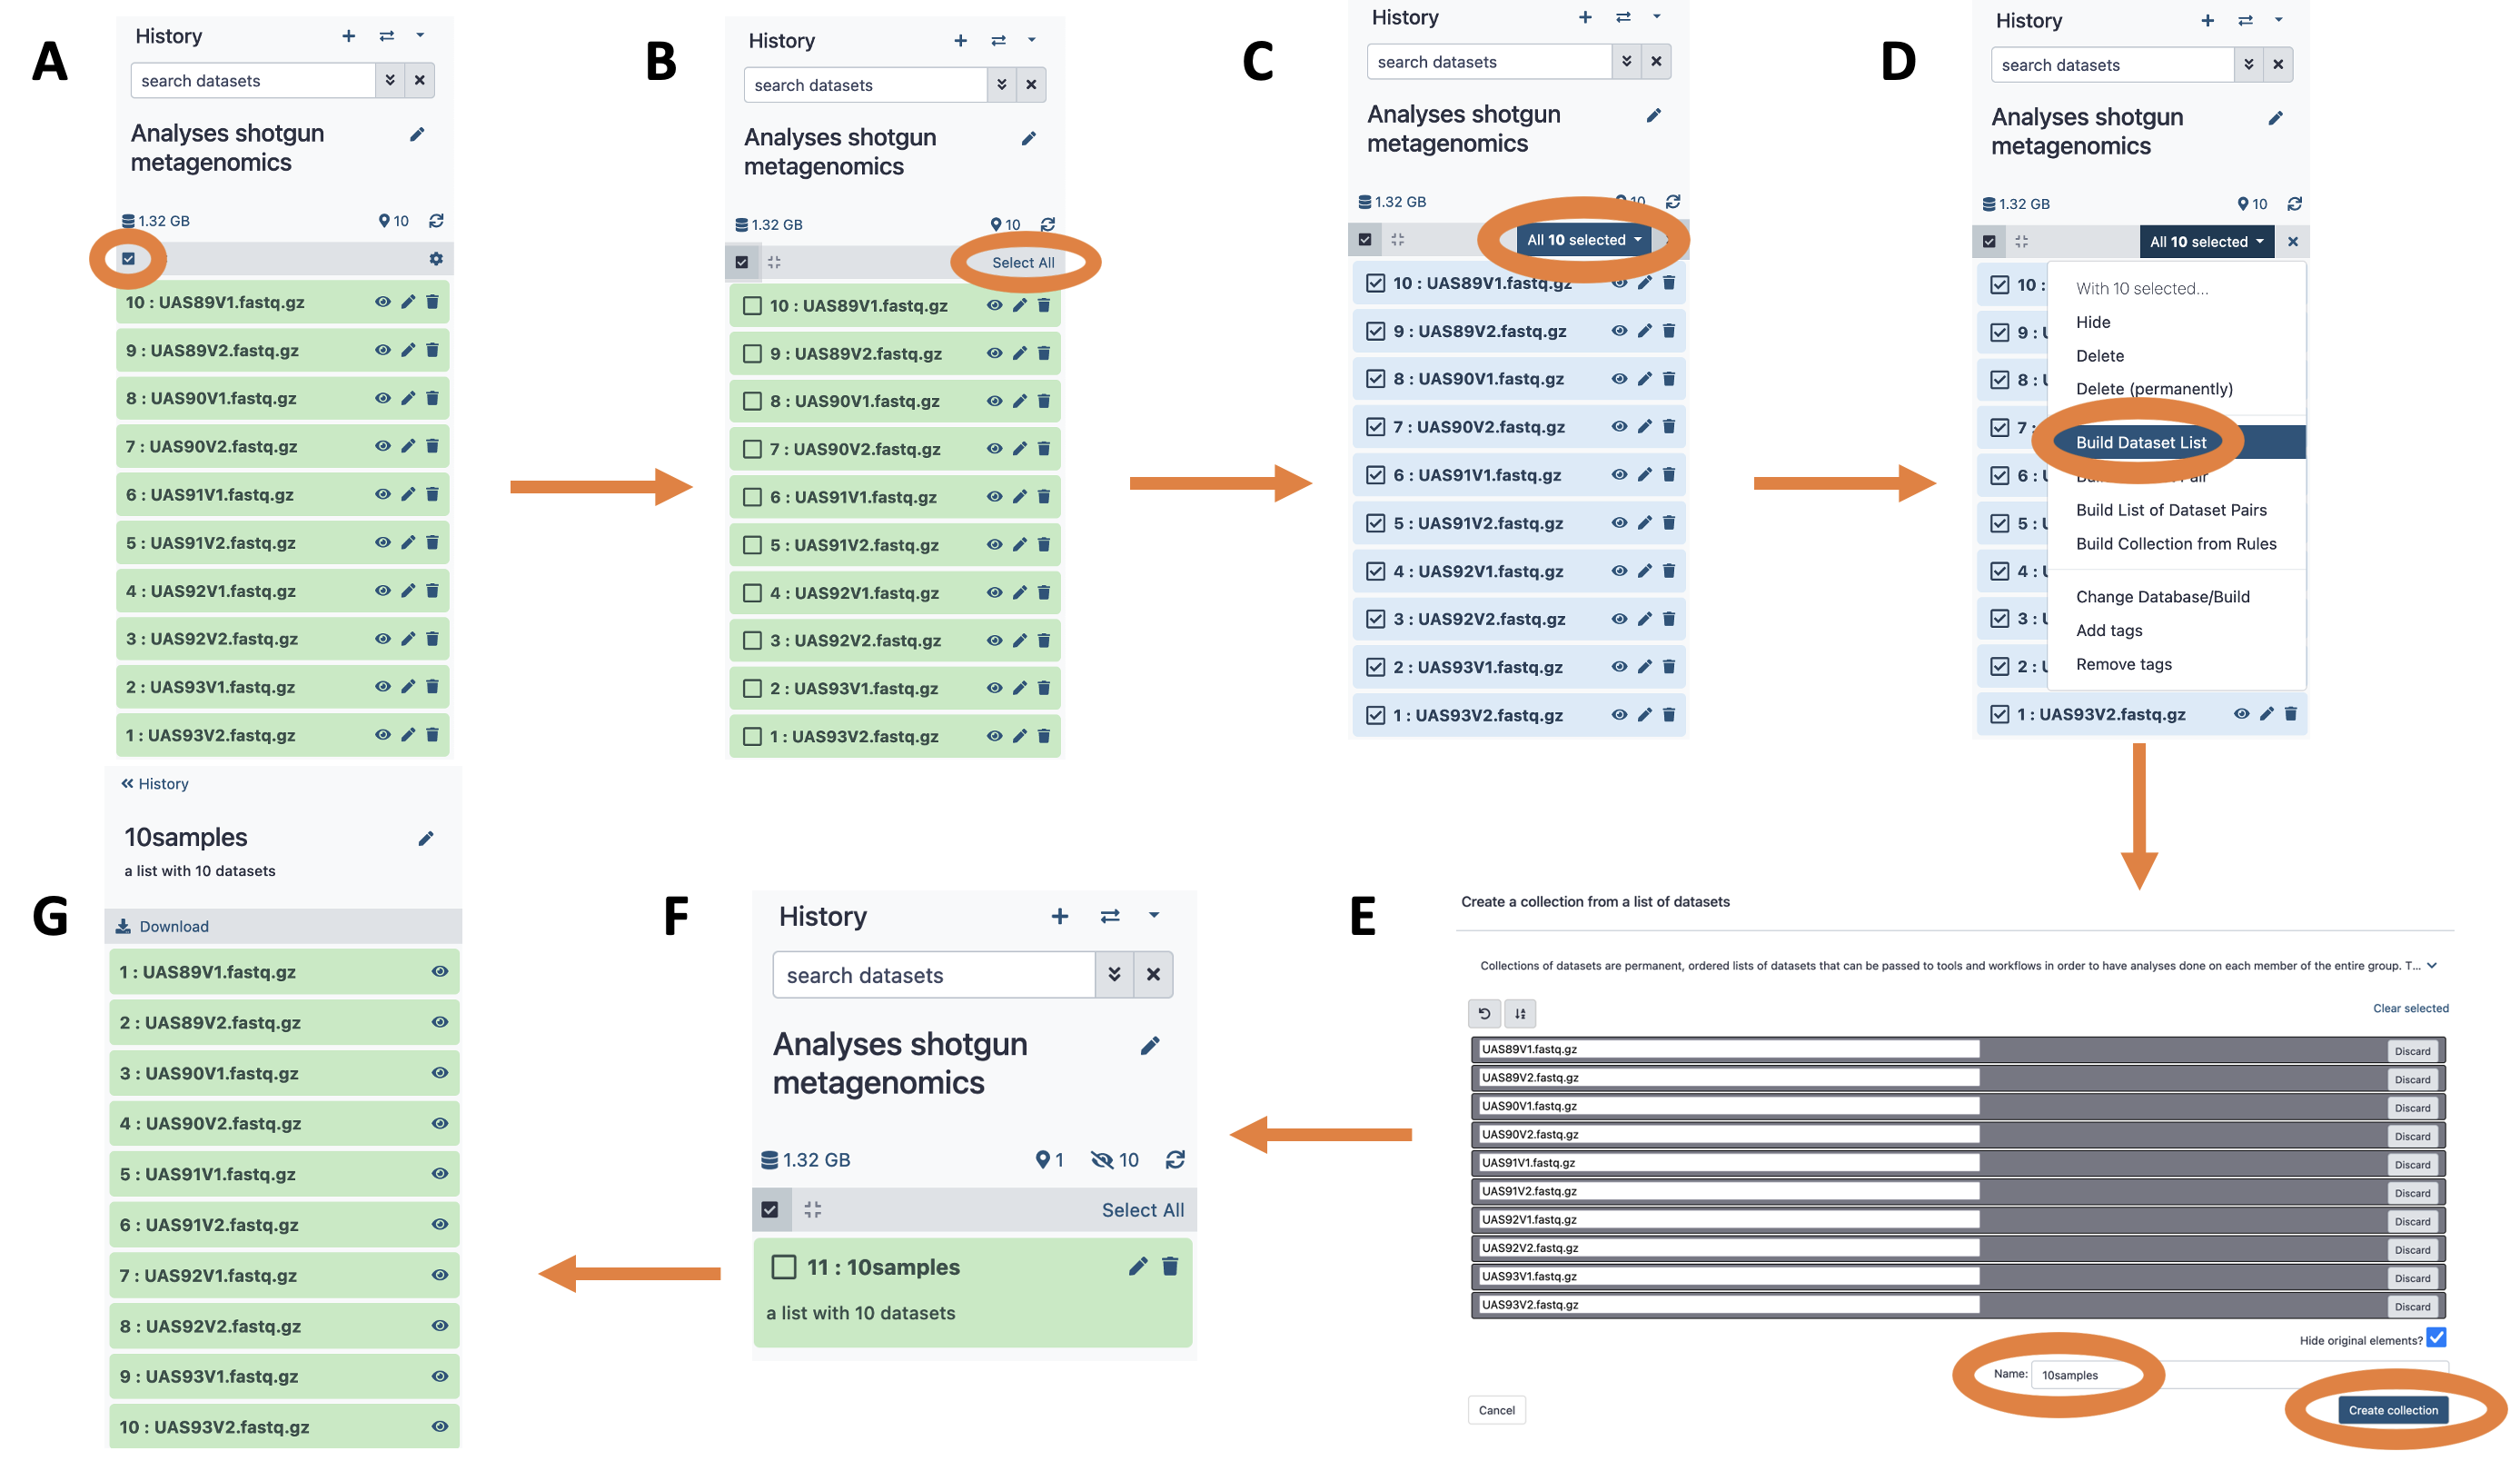 A
History
search datasets
Analyses shotgun
metagenomics
1.32 GB
10
10 : UAS89V1.fastq.gz
9 : UAS89V2.fastq.gz
8 : UAS90V1.fastq.gz
7 : UAS90V2.fastq.gz
6 : UAS91V1.fastq.gz
5 : UAS91V2.fastq.gz
4 : UAS92V1.fastq.gz
3 : UAS92V2.fastq.gz
2 : UAS93V1.fastq.gz
1 : UAS93V2.fastq.gz
B
History
search datasets
Analyses shotgun
metagenomics
1.32 GB
10
Select All
10 : UAS89V1.fastq.gz
9 : UAS89V2.fastq.gz
8 : UAS90V1.fastq.gz
7 : UAS90V2.fastq.gz
6 : UAS91V1.fastq.gz
5 : UAS91V2.fastq.gz
4 : UAS92V1.fastq.gz
3 : UAS92V2.fastq.gz
2 : UAS93V1.fastq.gz
1 : UAS93V2.fastq.gz
C
History
search datasets
Analyses shotgun
metagenomics
1.32 GB
10
All 10 selected
10 : UAS89V1.fastq.gz
9 : UAS89V2.fastq.gz
8 : UAS90V1.fastq.gz
7 : UAS90V2.fastq.gz
6 : UAS91V1.fastq.gz
5 : UAS91V2.fastq.gz
4 : UAS92V1.fastq.gz
3 : UAS92V2.fastq.gz
2 : UAS93V1.fastq.gz
1 : UAS93V2.fastq.gz
D
History
search datasets
Analyses shotgun
metagenomics
1.32 GB
10
All 10 selected
10 :
9 :
8 :
7 :
6 :
5 :
4 :
3 :
2 :
With 10 selected...
Hide
Delete
Delete (permanently)
Build Dataset List
Build List of Dataset Pairs
Build Collection from Rules
Change Database/Build
Add tags
Remove tags
1 : UAS93V2.fastq.gz
E
Create a collection from a list of datasets
Collections of datasets are permanent, ordered lists of datasets that can be passed to tools and workflows in order to have analyses done on each member of the entire group. T...
Clear selected
UAS89V1.fastq.gz Discard
UAS89V2.fastq.gz Discard
UAS90V1.fastq.gz Discard
UAS90V2.fastq.gz Discard
UAS91V1.fastq.gz Discard
UAS91V2.fastq.gz Discard
UAS92V1.fastq.gz Discard
UAS92V2.fastq.gz Discard
UAS93V1.fastq.gz Discard
UAS93V2.fastq.gz Discard
Hide original elements?
Name: 10samples
Cancel
Create collection
F
History
search datasets
Analyses shotgun
metagenomics
1.32 GB
1
10
Select All
11 : 10samples
a list with 10 datasets
G
History
10samples
a list with 10 datasets
Download
1 : UAS89V1.fastq.gz
2 : UAS89V2.fastq.gz
3 : UAS90V1.fastq.gz
4 : UAS90V2.fastq.gz
5 : UAS91V1.fastq.gz
6 : UAS91V2.fastq.gz
7 : UAS92V1.fastq.gz
8 : UAS92V2.fastq.gz
9 : UAS93V1.fastq.gz
10 : UAS93V2.fastq.gz